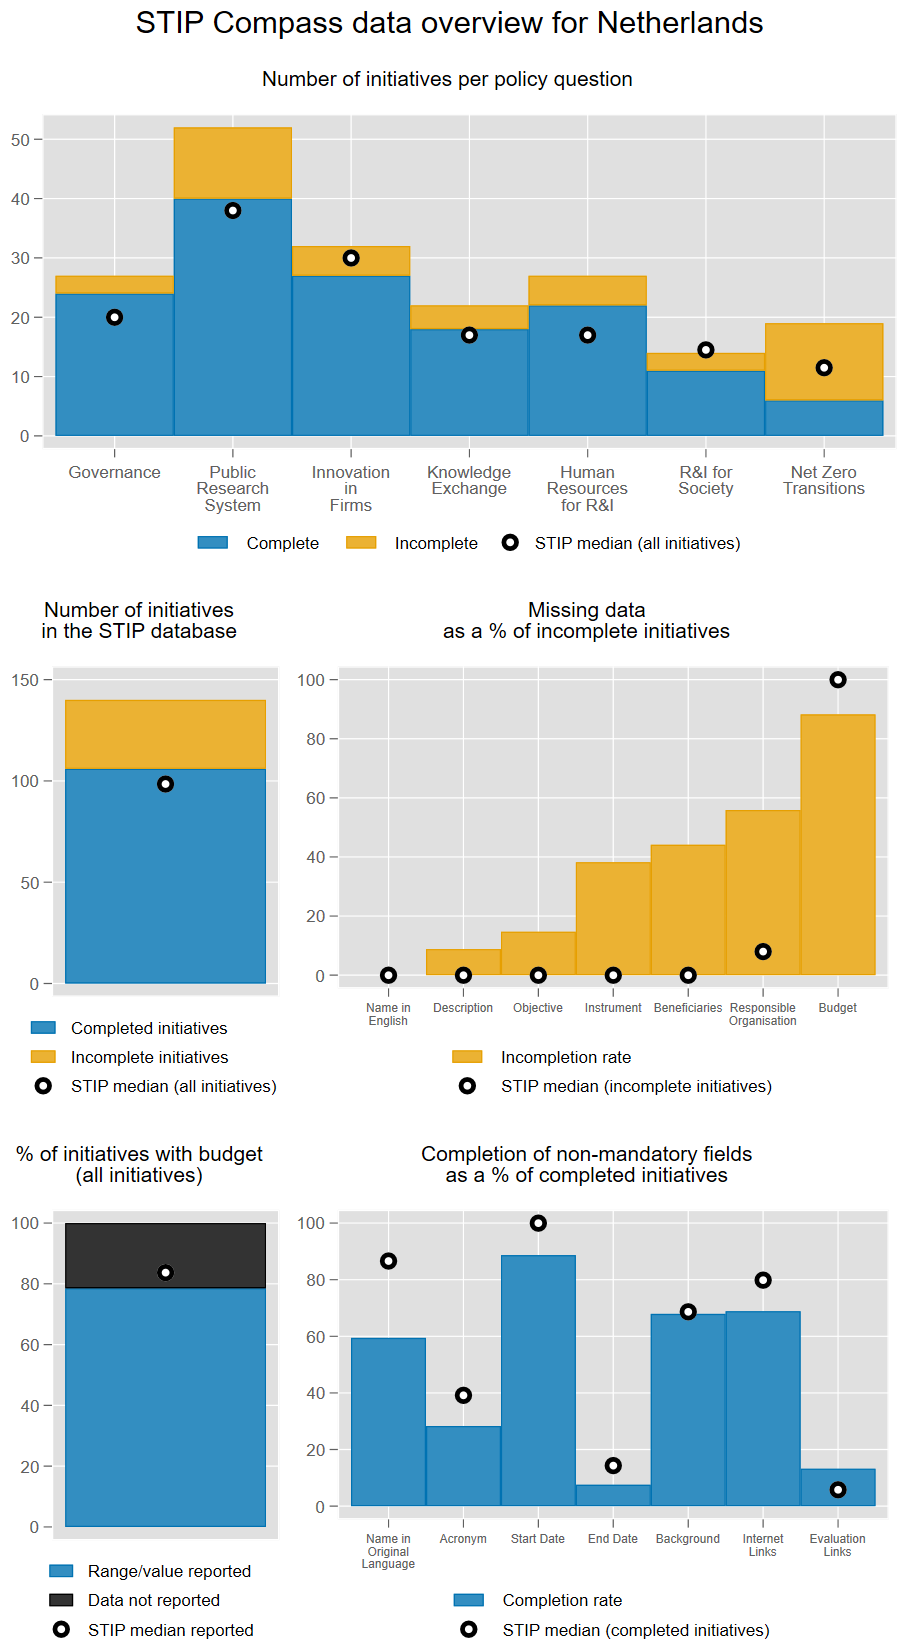 STIP Compass data overview for Netherlands
Number of initiatives per policy question
50
40
30
20
10
0
Governance
Public
Research
System
Innovation
in
Firms
Knowledge
Exchange
Human
Resources
for R&I
R&I for
Society
Net Zero
Transitions
Complete
Incomplete
STIP median (all initiatives)
Number of initiatives
in the STIP database
150
100
50
0
Completed initiatives
Incomplete initiatives
STIP median (all initiatives)
Missing data
as a % of incomplete initiatives
100
80
60
40
20
0
Name in
English
Description
Objective
Instrument
Beneficiaries
Responsible
Organisation
Budget
Incompletion rate
STIP median (incomplete initiatives)
% of initiatives with budget
(all initiatives)
100
80
60
40
20
0
Range/value reported
Data not reported
STIP median reported
Completion of non-mandatory fields
as a % of completed initiatives
100
80
60
40
20
0
Name in
Original
Language
Acronym
Start Date
End Date
Background
Internet
Links
Evaluation
Links
Completion rate
STIP median (completed initiatives)